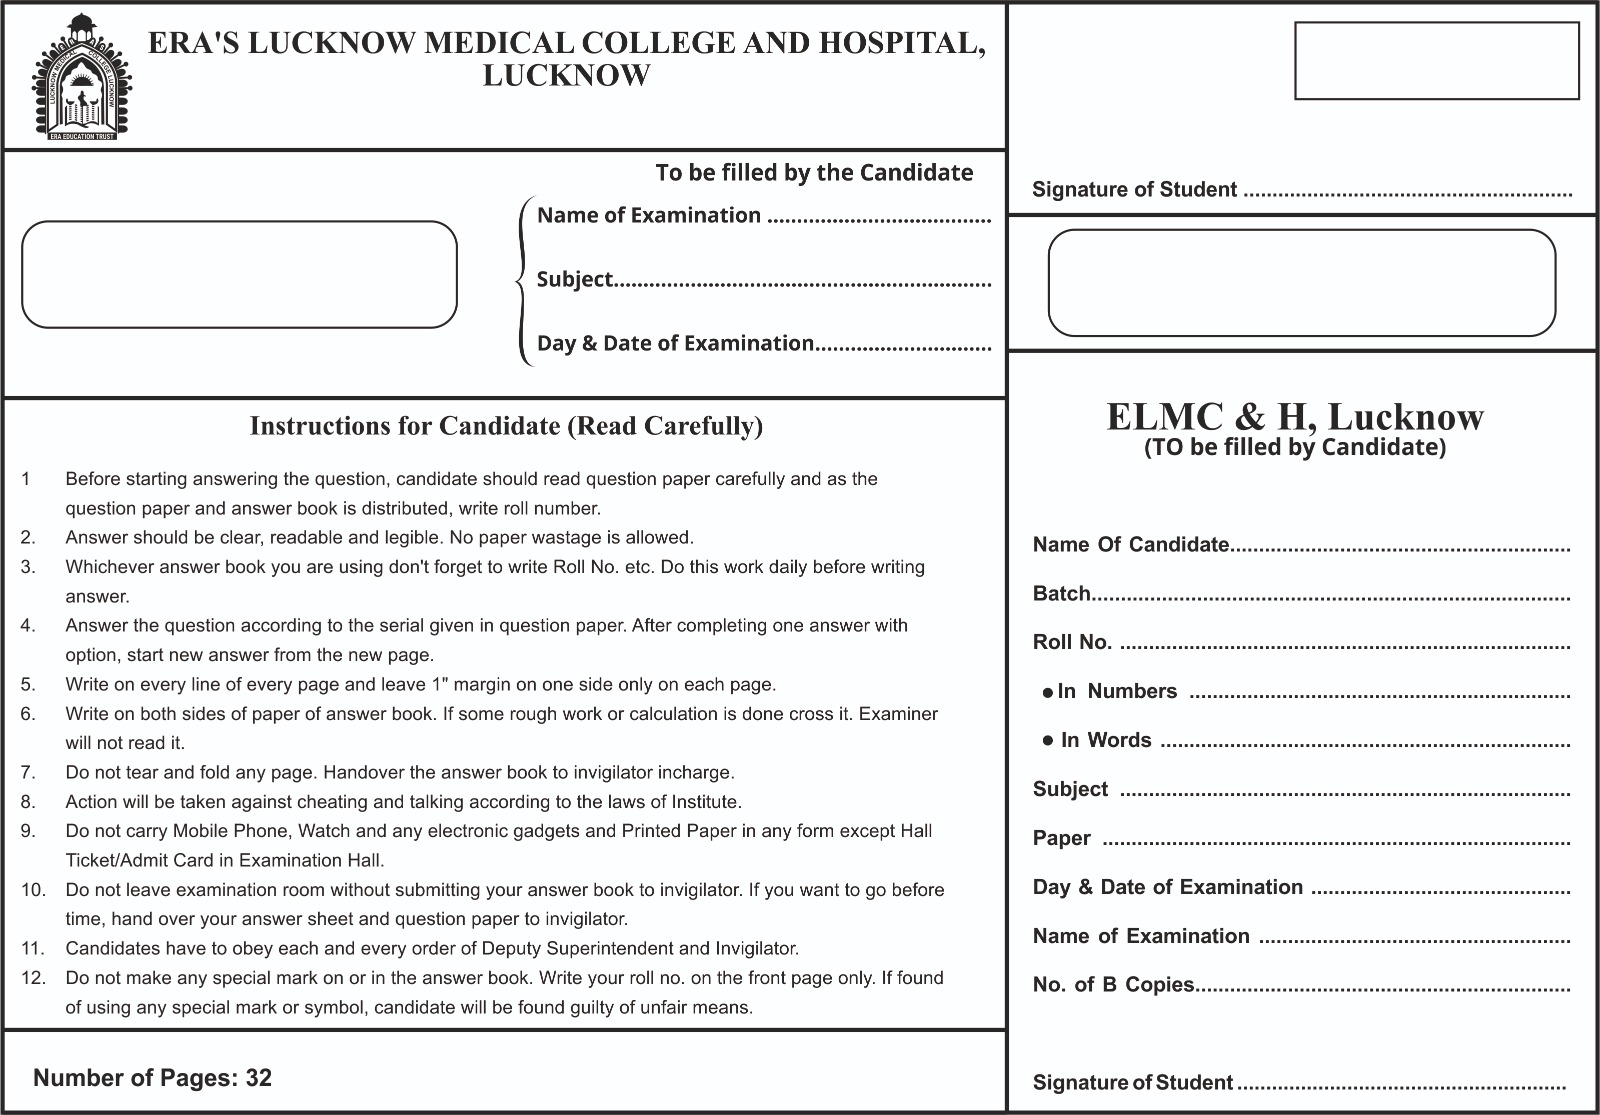 ERA'S LUCKNOW MEDICAL COLLEGE AND HOSPITAL,
LUCKNOW
LUCKNOW MEDICAL COLLEGE LUCKNOW
ERA EDUCATION TRUST
To be filled by the Candidate
Name of Examination ......................................
Subject................................................................
Day & Date of Examination..............................
Instructions for Candidate (Read Carefully)
1 Before starting answering the question, candidate should read question paper carefully and as the
question paper and answer book is distributed, write roll number.
2. Answer should be clear, readable and legible. No paper wastage is allowed.
3. Whichever answer book you are using don't forget to write Roll No. etc. Do this work daily before writing
answer.
4. Answer the question according to the serial given in question paper. After completing one answer with
option, start new answer from the new page.
5. Write on every line of every page and leave 1" margin on one side only on each page.
6. Write on both sides of paper of answer book. If some rough work or calculation is done cross it. Examiner
will not read it.
7. Do not tear and fold any page. Handover the answer book to invigilator incharge.
8. Action will be taken against cheating and talking according to the laws of Institute.
9. Do not carry Mobile Phone, Watch and any electronic gadgets and Printed Paper in any form except Hall
Ticket/Admit Card in Examination Hall.
10. Do not leave examination room without submitting your answer book to invigilator. If you want to go before
time, hand over your answer sheet and question paper to invigilator.
11. Candidates have to obey each and every order of Deputy Superintendent and Invigilator.
12. Do not make any special mark on or in the answer book. Write your roll no. on the front page only. If found
of using any special mark or symbol, candidate will be found guilty of unfair means.
Number of Pages: 32
Signature of Student .........................................................
ELMC & H, Lucknow
(TO be filled by Candidate)
Name Of Candidate...........................................................
Batch...................................................................................
Roll No. ..............................................................................
● In Numbers ..................................................................
● In Words .......................................................................
Subject ..............................................................................
Paper .................................................................................
Day & Date of Examination .............................................
Name of Examination ......................................................
No. of B Copies.................................................................
Signature of Student .........................................................